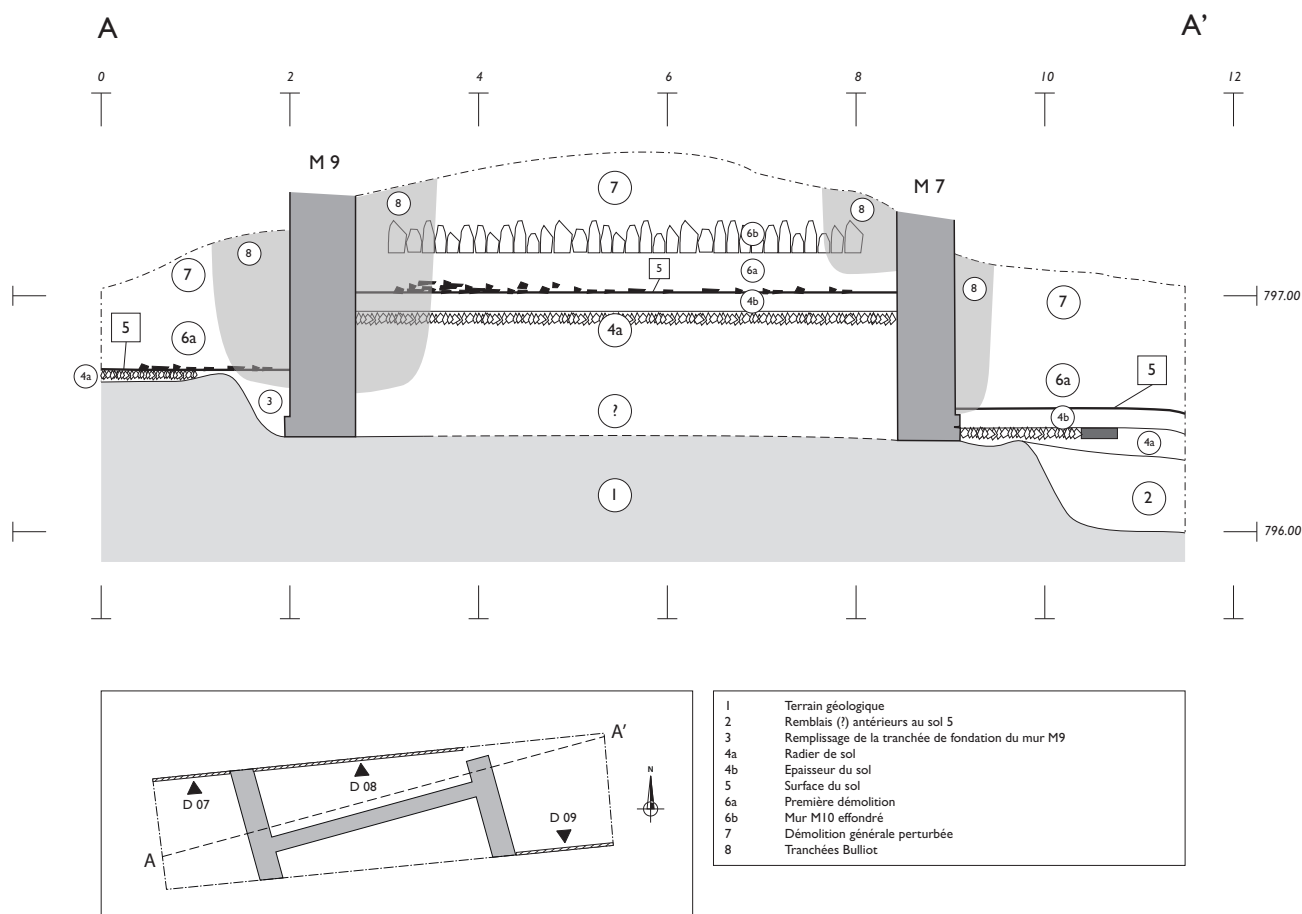 A A'
0 2 4 6 8 10 12
M 9
M 7
7
8
8
8
6b
7
5
6a
8
7
797.00
4b
5
6a
4a
4a
6a
5
3
?
4b
4a
1
2
796.00
A'
N
D 07
D 08
D 09
A
1 Terrain géologique
2 Remblais (?) antérieurs au sol 5
3 Remplissage de la tranchée de fondation du mur M9
4a Radier de sol
4b Epaisseur du sol
5 Surface du sol
6a Première démolition
6b Mur M10 effondré
7 Démolition générale perturbée
8 Tranchées Bulliot